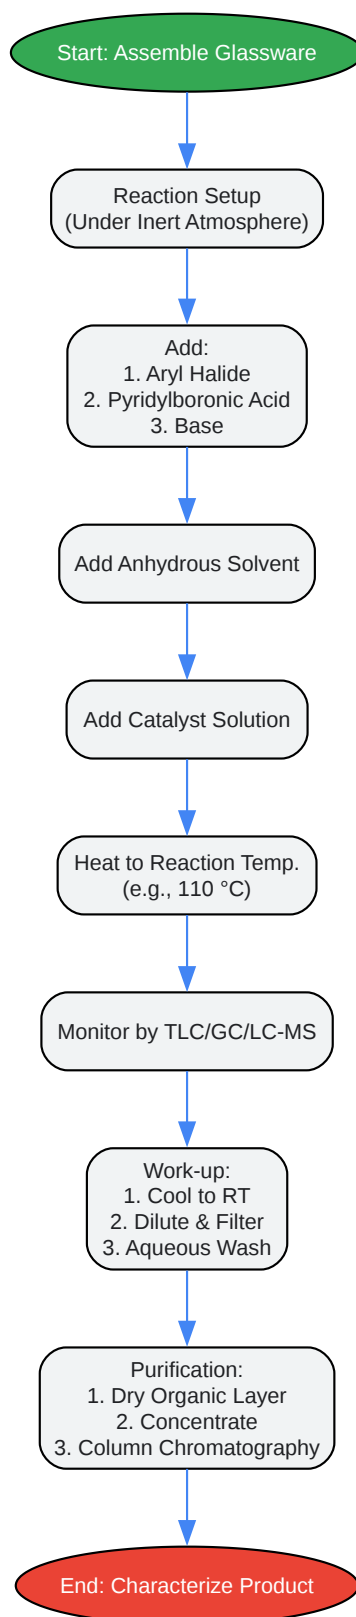 Start: Assemble Glassware
Reaction Setup
(Under Inert Atmosphere)
Add:
1. Aryl Halide
2. Pyridylboronic Acid
3. Base
Add Anhydrous Solvent
Add Catalyst Solution
Heat to Reaction Temp.
(e.g., 110 °C)
Monitor by TLC/GC/LC-MS
Work-up:
1. Cool to RT
2. Dilute & Filter
3. Aqueous Wash
Purification:
1. Dry Organic Layer
2. Concentrate
3. Column Chromatography
End: Characterize Product